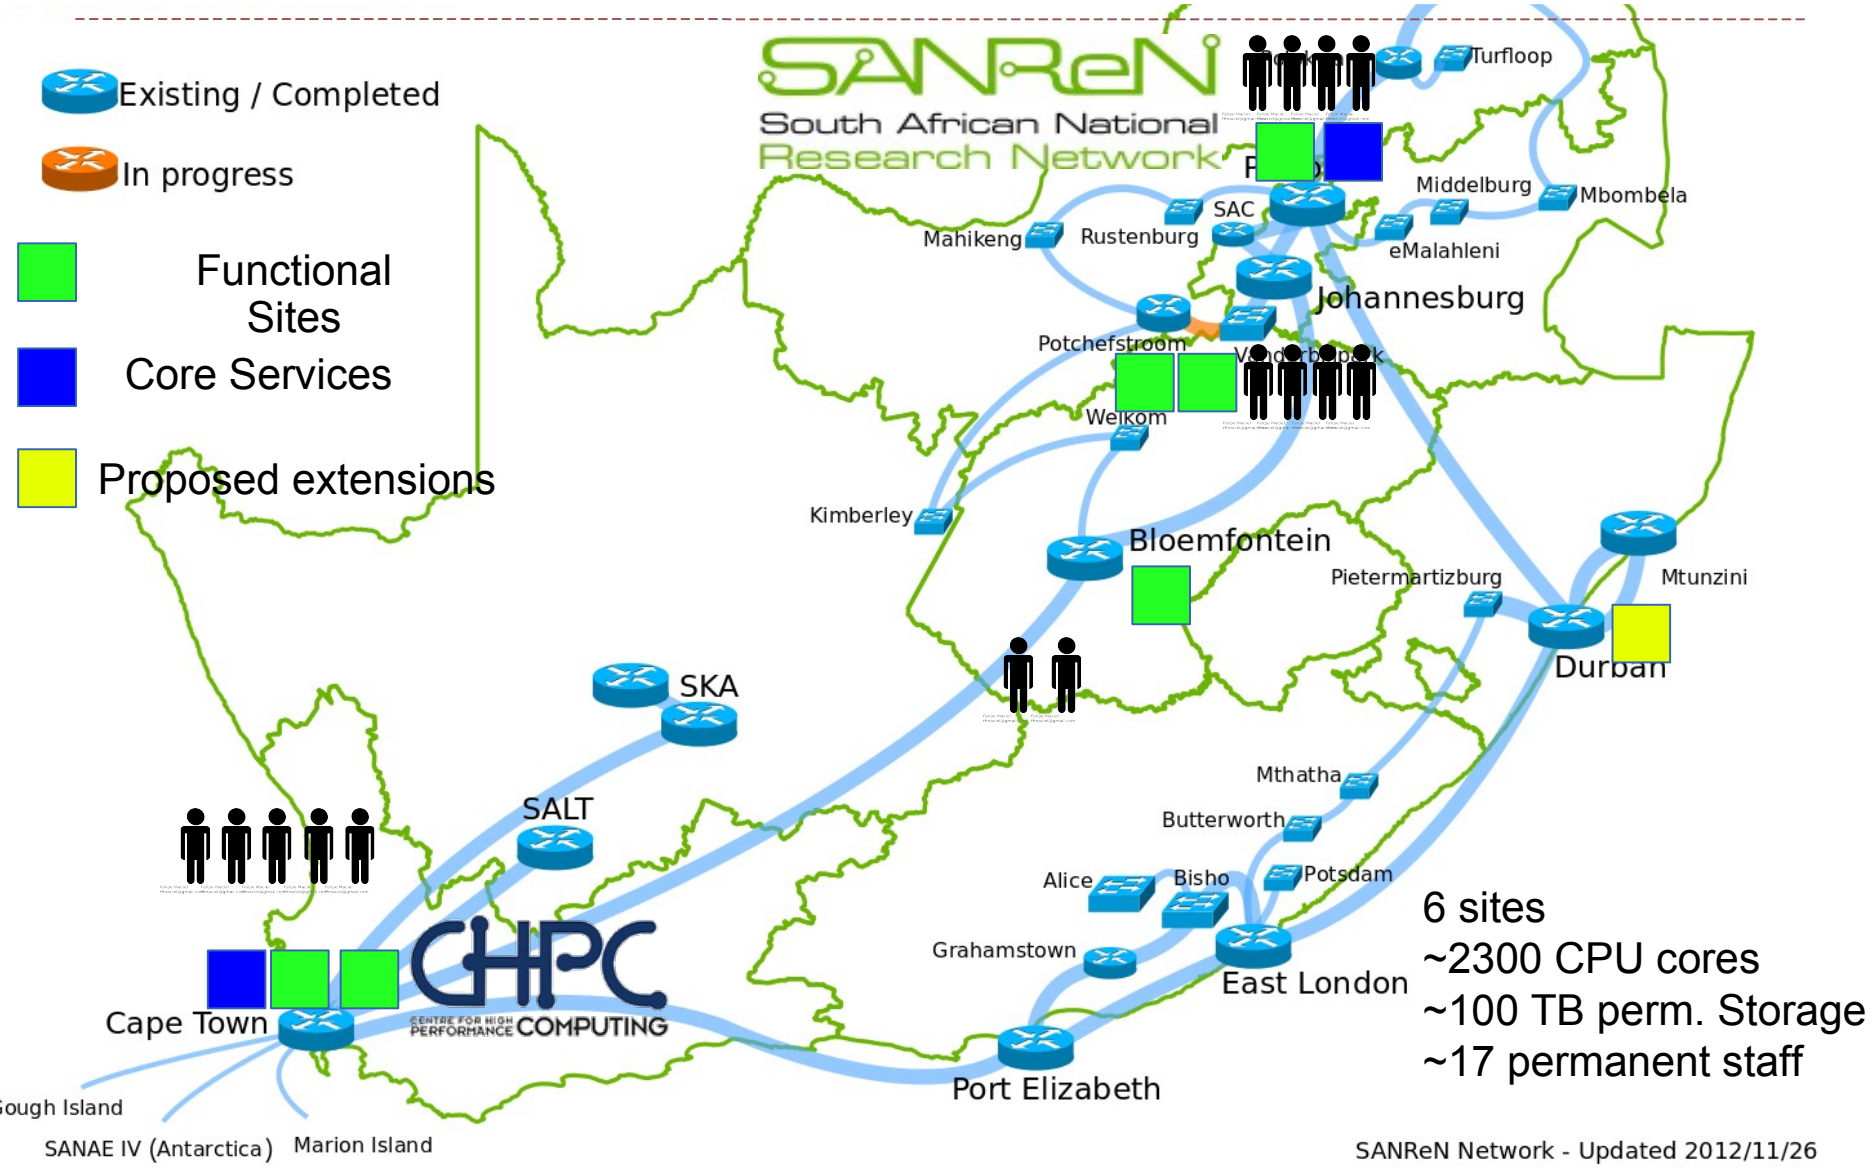 Existing / Completed
In progress
Functional
Sites
Core Services
Proposed extensions
SANReN
South African National
Research Network
Turfloop
Middelburg
Mbombela
SAC
Mahikeng
Rustenburg
eMalahleni
Johannesburg
Potchefstroom
Vanderbijlpark
Welkom
Kimberley
Bloemfontein
Pietermartizburg
Mtunzini
Durban
SKA
SALT
Mthatha
Butterworth
Alice
Bisho
Potsdam
Grahamstown
East London
CHPC
CENTRE FOR HIGH
PERFORMANCE COMPUTING
Cape Town
Port Elizabeth
6 sites
~2300 CPU cores
~100 TB perm. Storage
~17 permanent staff
Gough Island
SANAE IV (Antarctica)
Marion Island
SANReN Network - Updated 2012/11/26